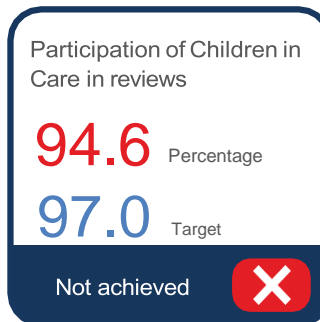 Participation of Children in
Care in reviews
94.6 Percentage
97.0 Target
Not achieved